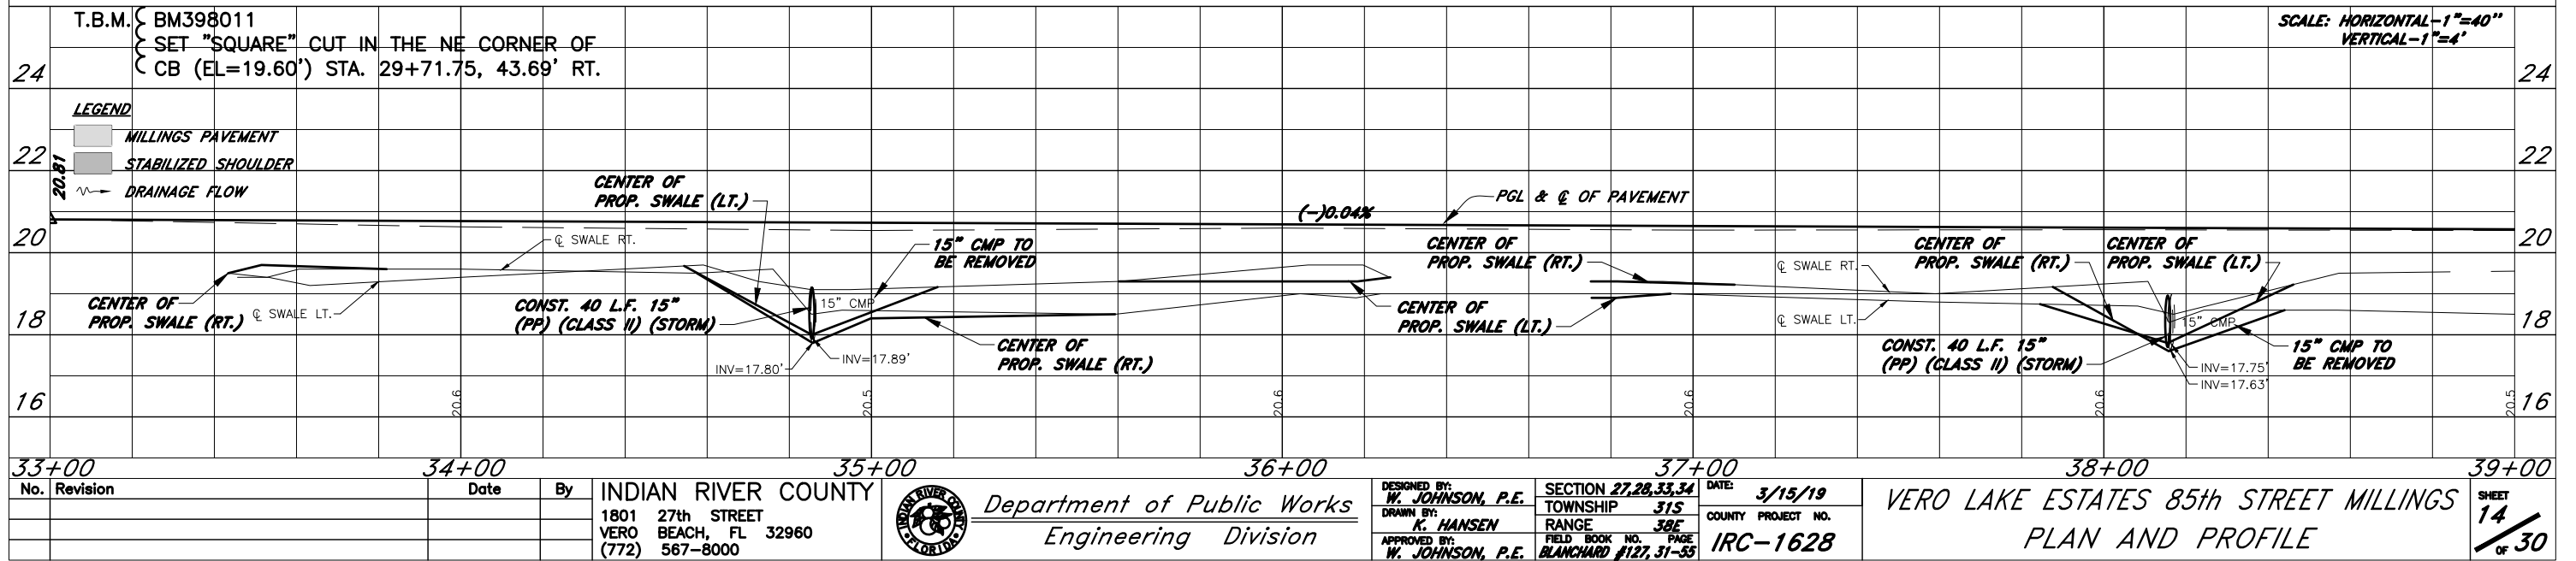 T.B.M. BM398011
SET "SQUARE" CUT IN THE NE CORNER OF
CB (EL=19.60') STA. 29+71.75, 43.69' RT.
SCALE: HORIZONTAL-1"=40''
VERTICAL-1"=4'
24
24
LEGEND
MILLINGS PAVEMENT
STABILIZED SHOULDER
DRAINAGE FLOW
22
22
20.81
CENTER OF
PROP. SWALE (LT.)
(-)0.04%
PGL & ℄ OF PAVEMENT
20
20
℄ SWALE RT.
15" CMP TO
BE REMOVED
CENTER OF
PROP. SWALE (RT.)
℄ SWALE RT.
CENTER OF
PROP. SWALE (RT.)
CENTER OF
PROP. SWALE (LT.)
CENTER OF
PROP. SWALE (RT.)
℄ SWALE LT.
CONST. 40 L.F. 15"
(PP) (CLASS II) (STORM)
15" CMP
CENTER OF
PROP. SWALE (LT.)
℄ SWALE LT.
15" CMP
18
18
INV=17.80'
INV=17.89'
CENTER OF
PROP. SWALE (RT.)
CONST. 40 L.F. 15"
(PP) (CLASS II) (STORM)
INV=17.75'
INV=17.63'
15" CMP TO
BE REMOVED
16
20.6
20.5
20.6
20.6
20.6
20.5
16
33+00
34+00
35+00
36+00
37+00
38+00
39+00
No. Revision Date By
INDIAN RIVER COUNTY
1801 27th STREET
VERO BEACH, FL 32960
(772) 567-8000
INDIAN RIVER COUNTY
FLORIDA
Department of Public Works
Engineering Division
DESIGNED BY:
W. JOHNSON, P.E.
DRAWN BY:
K. HANSEN
APPROVED BY:
W. JOHNSON, P.E.
SECTION 27,28,33,34
TOWNSHIP 31S
RANGE 38E
FIELD BOOK NO. PAGE
BLANCHARD #127, 31-55
DATE: 3/15/19
COUNTY PROJECT NO.
IRC-1628
VERO LAKE ESTATES 85th STREET MILLINGS
PLAN AND PROFILE
SHEET
14
OF 30